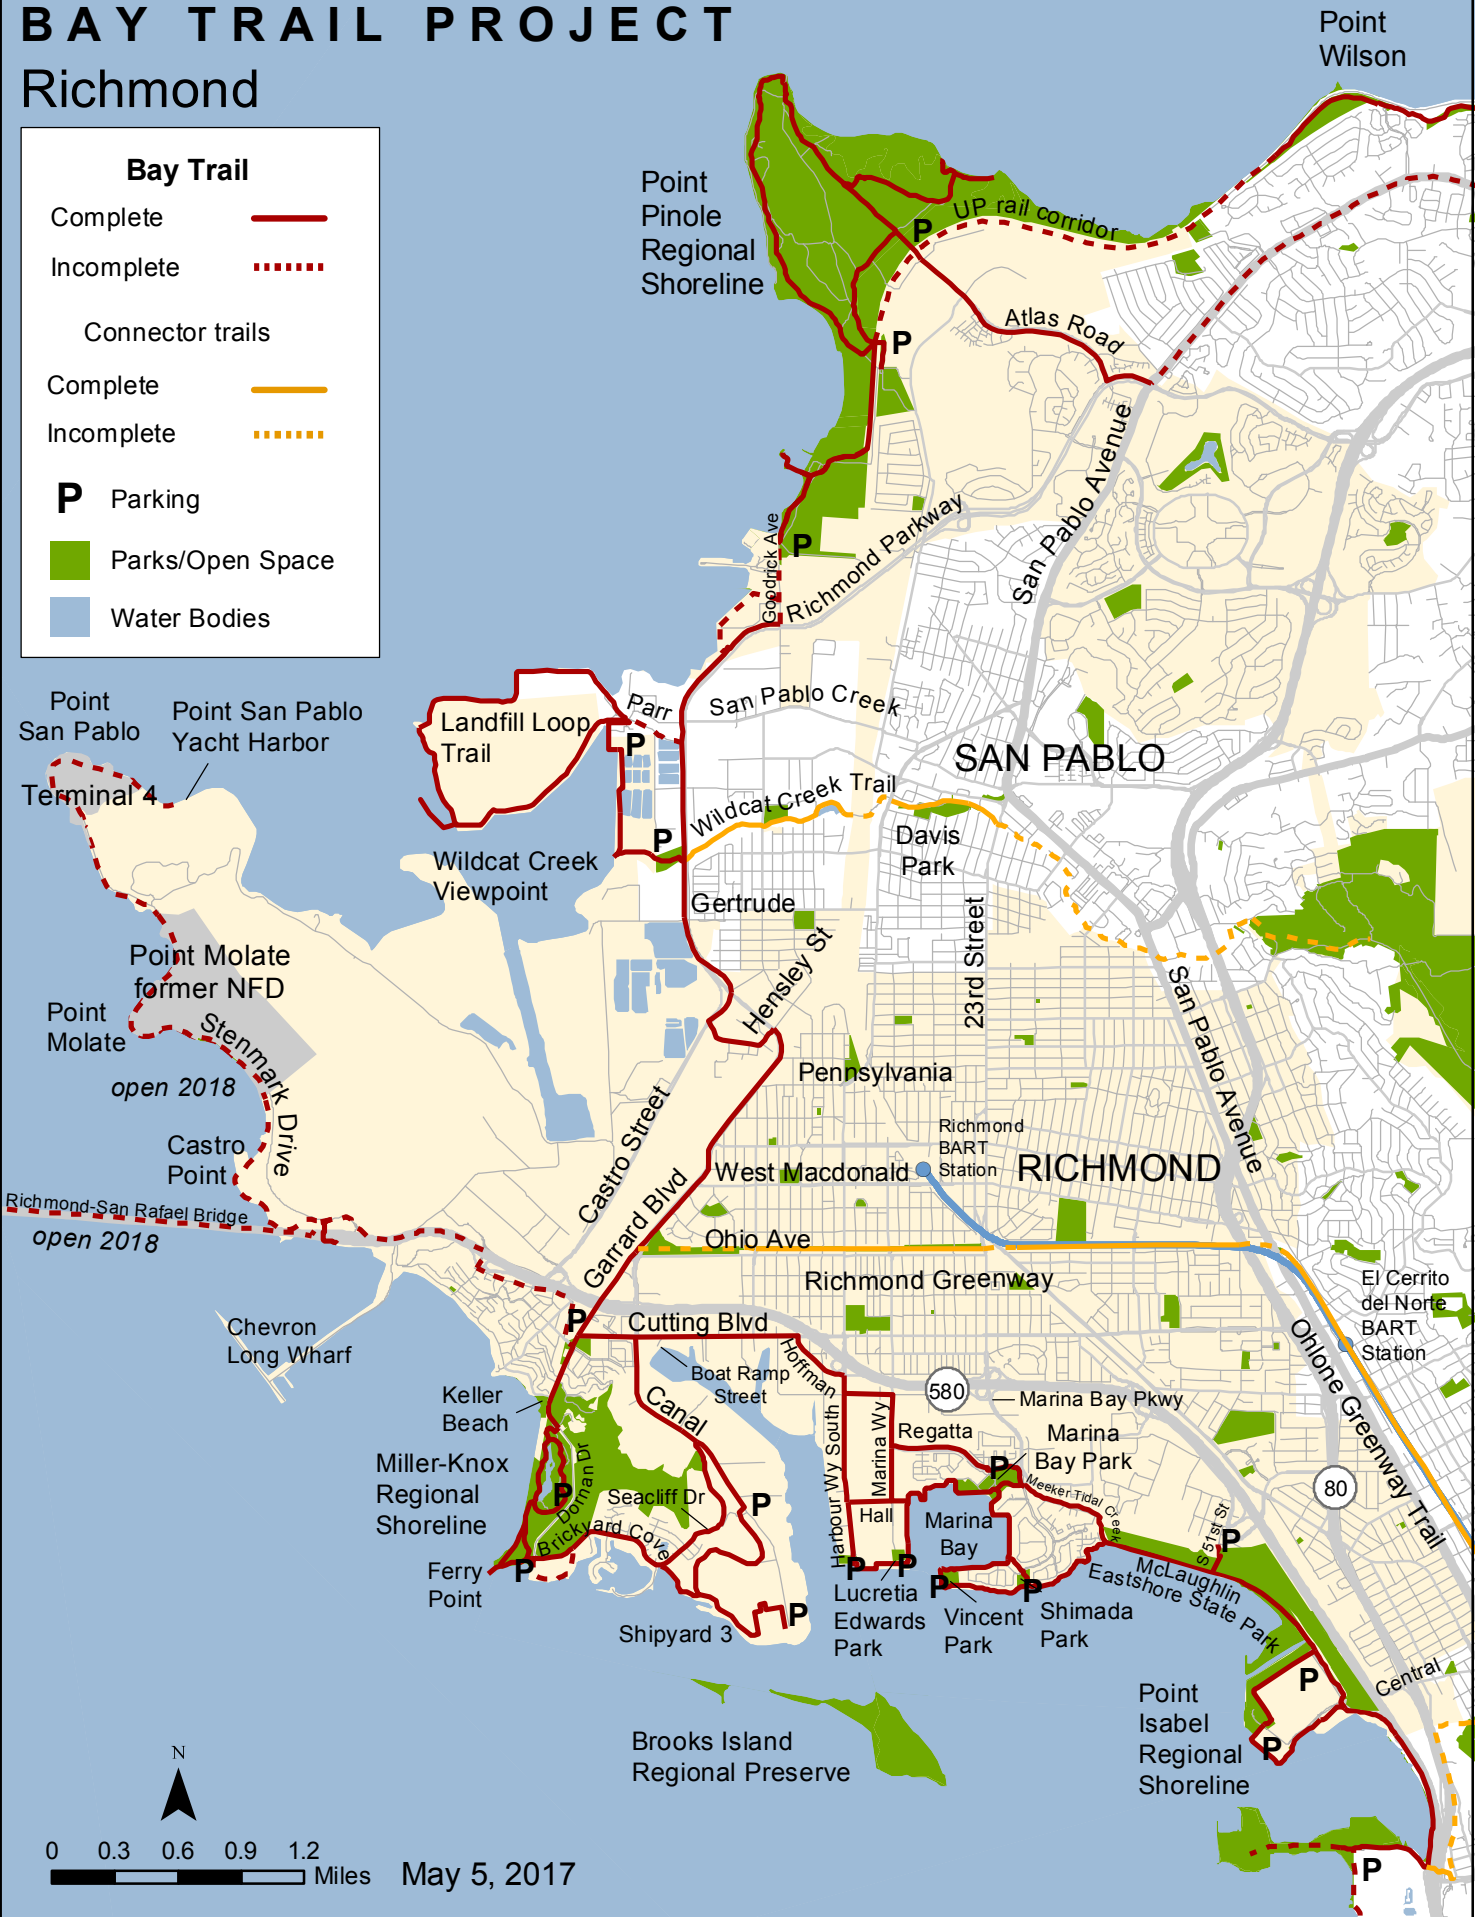 BAY TRAIL PROJECT
Richmond
Bay Trail
Complete
Incomplete
Connector trails
Complete
Incomplete
P Parking
Parks/Open Space
Water Bodies
Point
Wilson
Point
Pinole
Regional
Shoreline
P
UP rail corridor
P
Atlas Road
San Pablo Avenue
P
Goodrick Ave
Richmond Parkway
Point
San Pablo
Point San Pablo
Yacht Harbor
Terminal 4
Landfill Loop
Trail
Parr
P
San Pablo Creek
SAN PABLO
Wildcat Creek Trail
P
Davis
Park
Wildcat Creek
Viewpoint
Gertrude
Hensley St
23rd Street
San Pablo Avenue
Point Molate
former NFD
Point
Molate
Stenmark Drive
open 2018
Castro
Point
Richmond-San Rafael Bridge
open 2018
Castro Street
Garrard Blvd
Pennsylvania
West Macdonald
Richmond
BART
Station
RICHMOND
Ohio Ave
Richmond Greenway
El Cerrito
del Norte
BART
Station
Ohlone Greenway Trail
Chevron
Long Wharf
P
Cutting Blvd
Hoffman
Boat Ramp
Street
580
Marina Bay Pkwy
Keller
Beach
Canal
Harbour Wy South
Marina Wy
Regatta
Marina
Bay Park
P
Meeker Tidal Creek
80
Miller-Knox
Regional
Shoreline
P
Dornan Dr
Seacliff Dr
P
Brickyard Cove
Hall
Marina
Bay
S 51st St
P
Ferry
Point
P
P
P
P
P
McLaughlin
Eastshore State Park
Lucretia
Edwards
Park
Vincent
Park
Shimada
Park
Shipyard 3
P
Central
P
Point
Isabel
Regional
Shoreline
P
Brooks Island
Regional Preserve
N
0 0.3 0.6 0.9 1.2
Miles
May 5, 2017
P